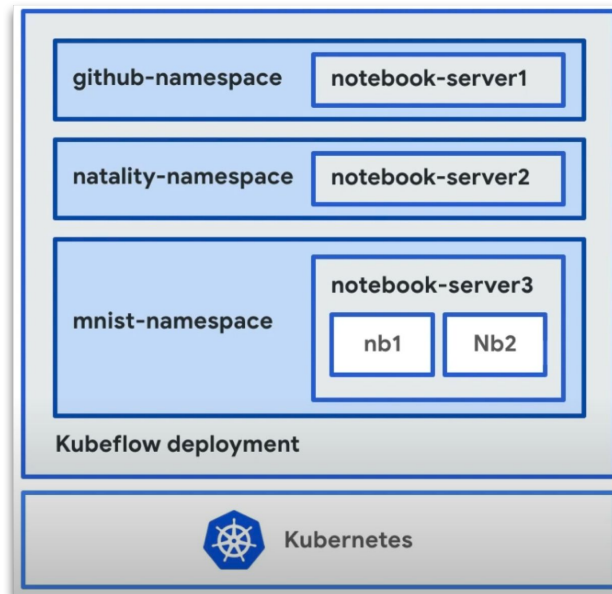 github-namespace
notebook-server1
natality-namespace
notebook-server2
mnist-namespace
notebook-server3
nb1
Nb2
Kubeflow deployment
Kubernetes